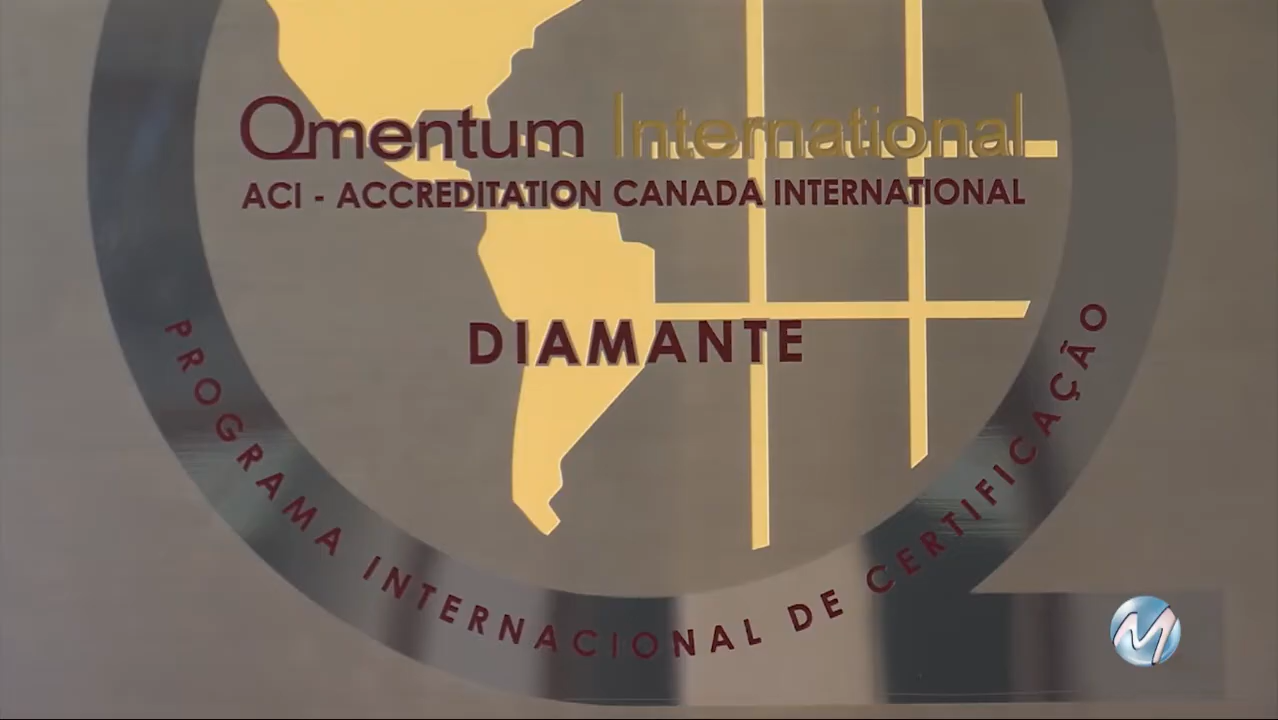 Qmentum International
ACI - ACCREDITATION CANADA INTERNATIONAL
DIAMANTE
PROGRAMA INTERNACIONAL DE CERTIFICAÇÃO
M